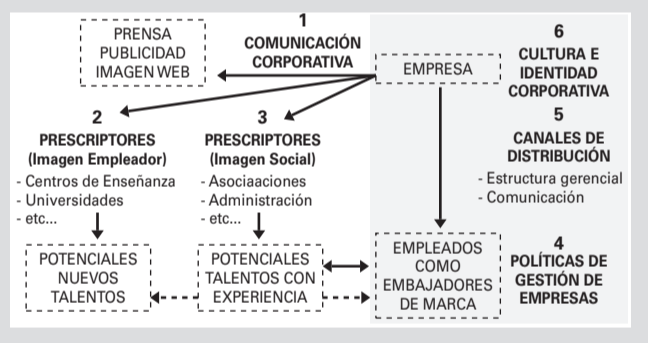 1
COMUNICACIÓN
CORPORATIVA
PRENSA
PUBLICIDAD
IMAGEN WEB
EMPRESA
6
CULTURA E
IDENTIDAD
CORPORATIVA
2
PRESCRIPTORES
(Imagen Empleador)
- Centros de Enseñanza
- Universidades
- etc...
3
PRESCRIPTORES
(Imagen Social)
- Asociaaciones
- Administración
- etc...
5
CANALES DE
DISTRIBUCIÓN
- Estructura gerencial
- Comunicación
POTENCIALES
NUEVOS
TALENTOS
POTENCIALES
TALENTOS CON
EXPERIENCIA
EMPLEADOS
COMO
EMBAJADORES
DE MARCA
4
POLÍTICAS DE
GESTIÓN DE
EMPRESAS